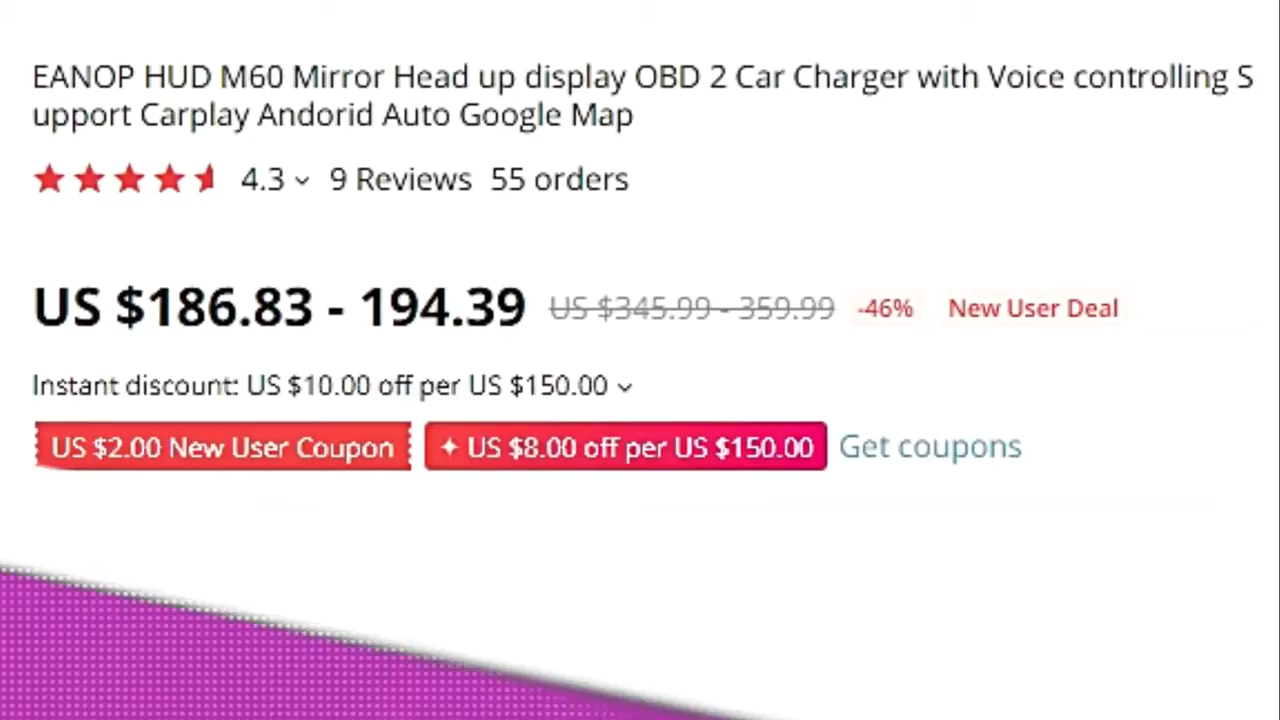 EANOP HUD M60 Mirror Head up display OBD 2 Car Charger with Voice controlling S
upport Carplay Andorid Auto Google Map
4.3 9 Reviews 55 orders
US $186.83 - 194.39 US $345.99 - 359.99 -46% New User Deal
Instant discount: US $10.00 off per US $150.00
US $2.00 New User Coupon ✦ US $8.00 off per US $150.00 Get coupons